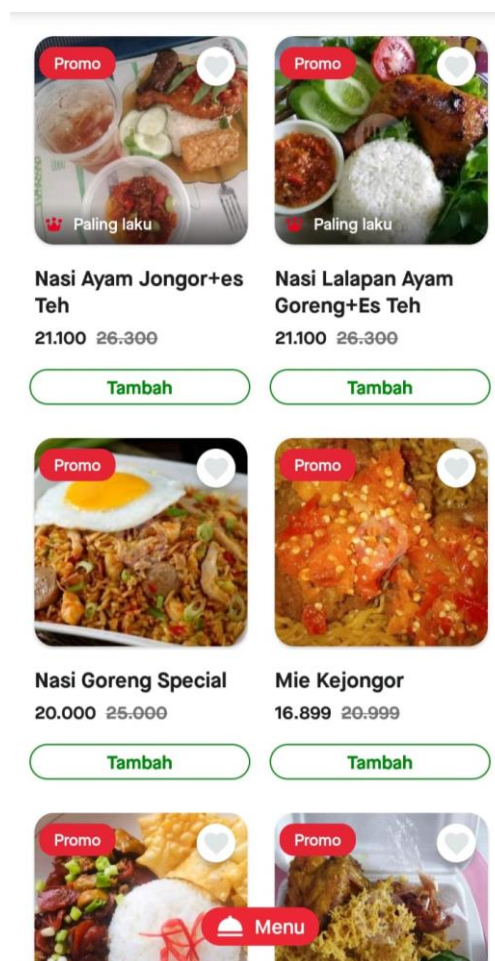 Promo
Promo
Paling laku
Paling laku
Nasi Ayam Jongor+es
Teh
21.100 26.300
Tambah
Nasi Lalapan Ayam
Goreng+Es Teh
21.100 26.300
Tambah
Promo
Promo
Nasi Goreng Special
20.000 25.000
Tambah
Mie Kejongor
16.899 20.999
Tambah
Promo
Promo
Menu